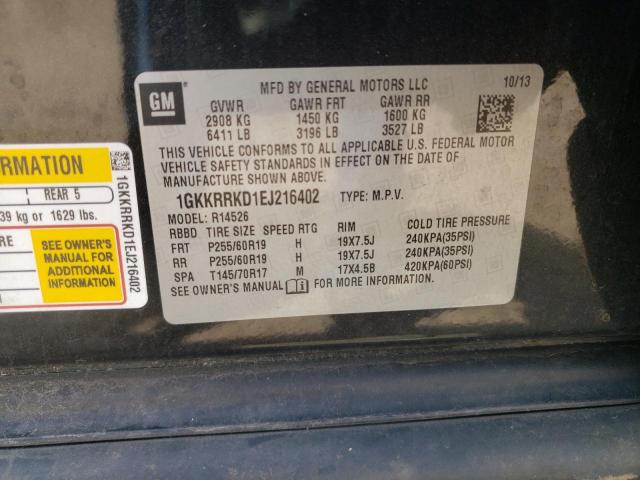 GM
MFD BY GENERAL MOTORS LLC 10/13
GVWR GAWR FRT GAWR RR
2908 KG 1450 KG 1600 KG
6411 LB 3196 LB 3527 LB
THIS VEHICLE CONFORMS TO ALL APPLICABLE U.S. FEDERAL MOTOR
VEHICLE SAFETY STANDARDS IN EFFECT ON THE DATE OF
MANUFACTURE SHOWN ABOVE.
1GKKRRKD1EJ216402 TYPE: M.P.V.
MODEL: R14526
RBBD TIRE SIZE SPEED RTG RIM COLD TIRE PRESSURE
FRT P255/60R19 H 19X7.5J 240KPA(35PSI)
RR P255/60R19 H 19X7.5J 240KPA(35PSI)
SPA T145/70R17 M 17X4.5B 420KPA(60PSI)
SEE OWNER'S MANUAL FOR MORE INFORMATION.
ORMATION
REAR 5
39 kg or 1629 lbs.
RE
SEE OWNER'S
MANUAL FOR
ADDITIONAL
INFORMATION
1GKKRRKD1EJ216402